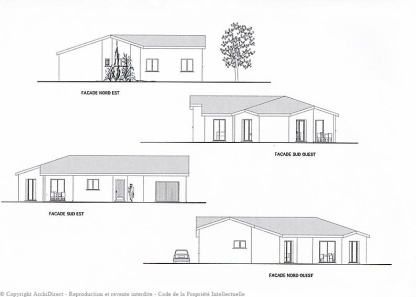 FACADE NORD EST
FACADE SUD OUEST
FACADE SUD EST
FACADE NORD OUEST
© Copyright ArchiDirect - Reproduction et revente interdite - Code de la Propriété Intellectuelle